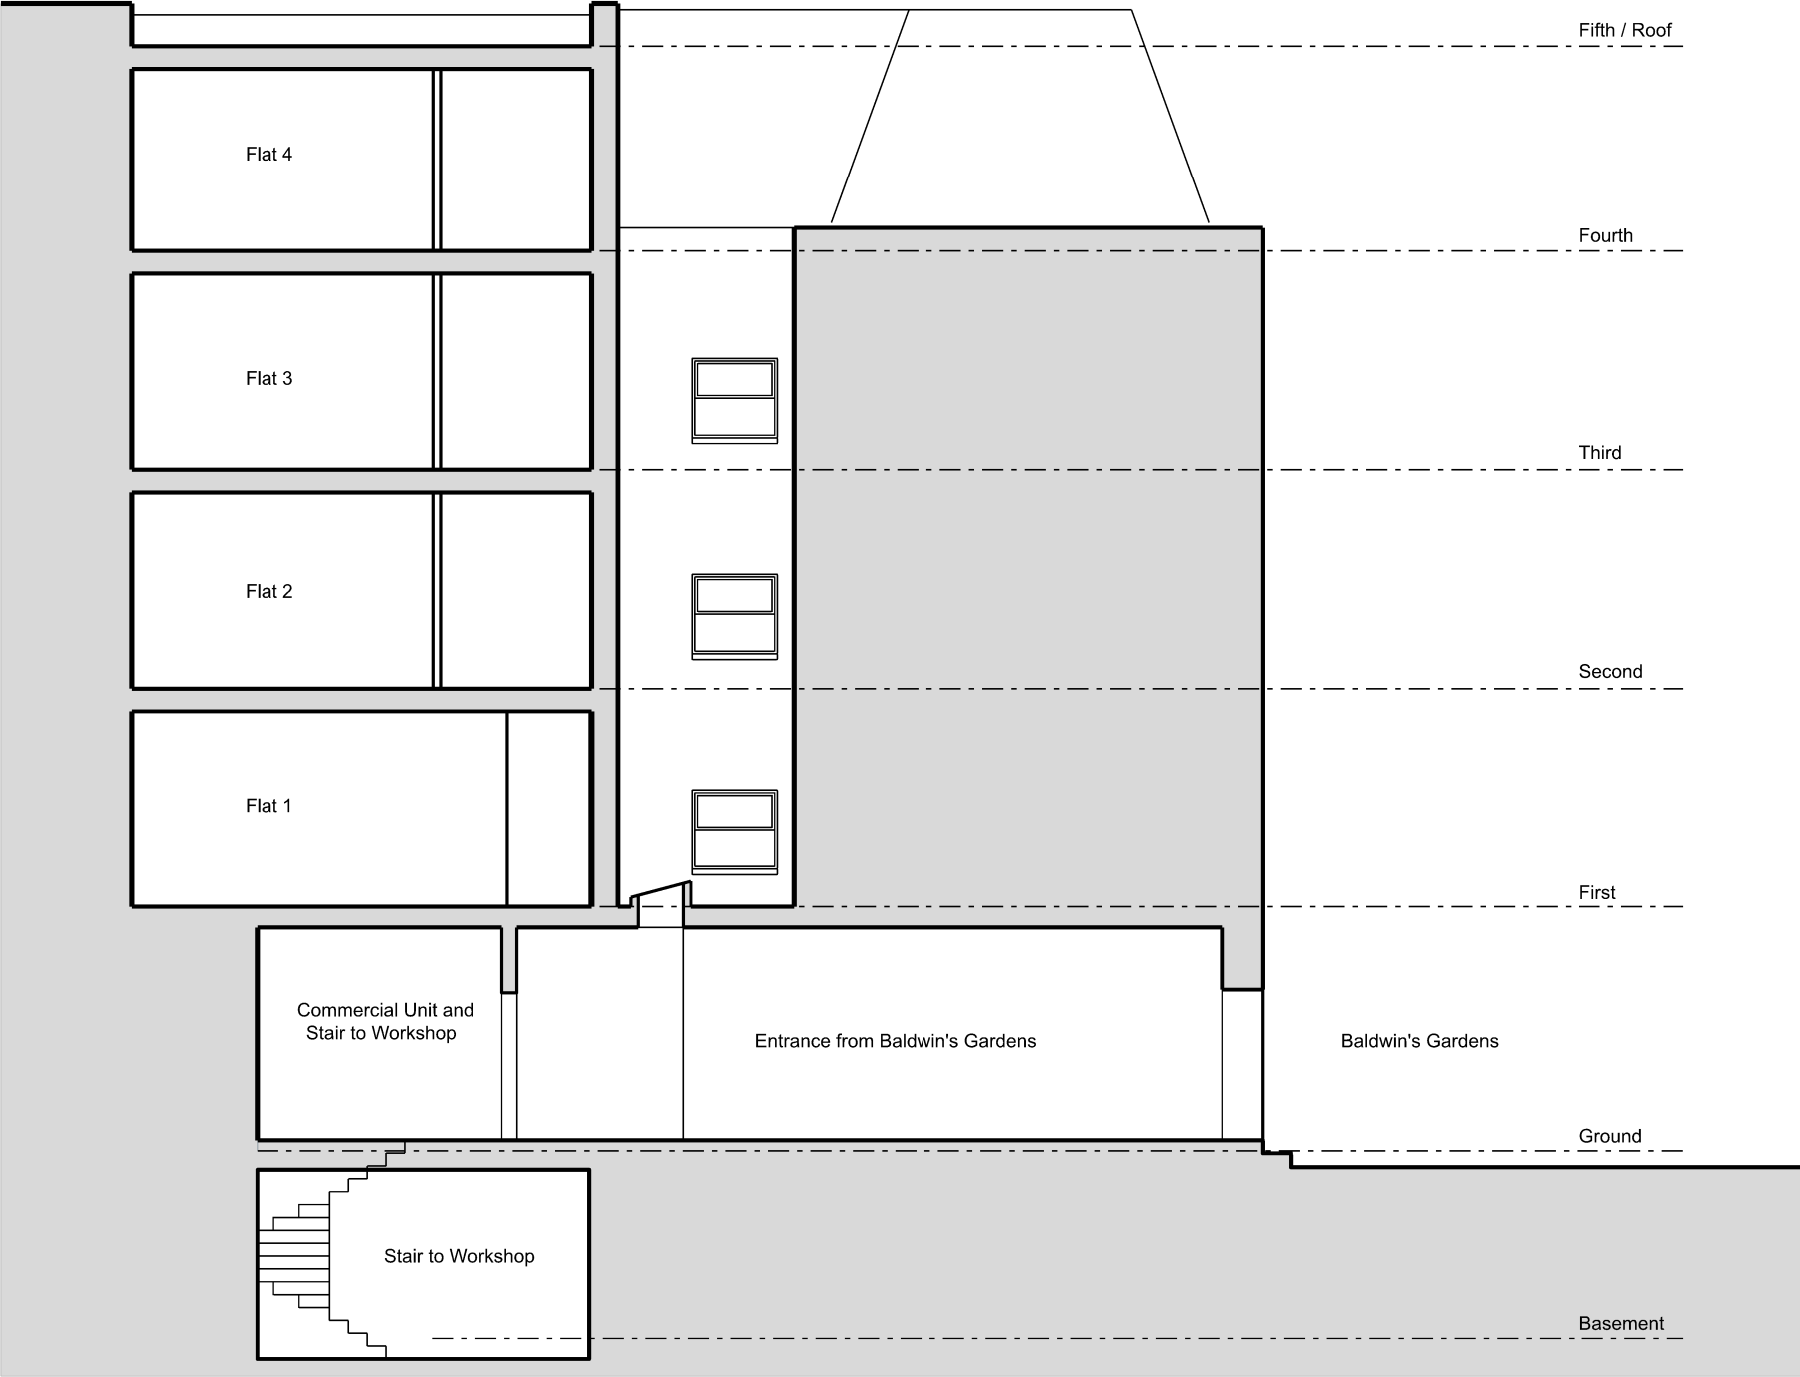 Fifth / Roof
Flat 4
Fourth
Flat 3
Third
Flat 2
Second
Flat 1
First
Commercial Unit and
Stair to Workshop
Entrance from Baldwin's Gardens
Baldwin's Gardens
Ground
Stair to Workshop
Basement